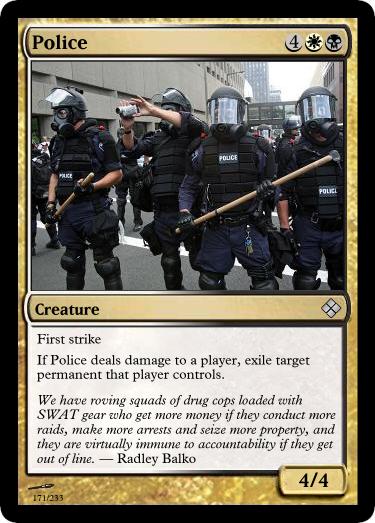 Police 4
POLICE
POLICE
POLICE
Creature
First strike
If Police deals damage to a player, exile target
permanent that player controls.
We have roving squads of drug cops loaded with
SWAT gear who get more money if they conduct more
raids, make more arrests and seize more property, and
they are virtually immune to accountability if they get
out of line. — Radley Balko
4/4
171/233